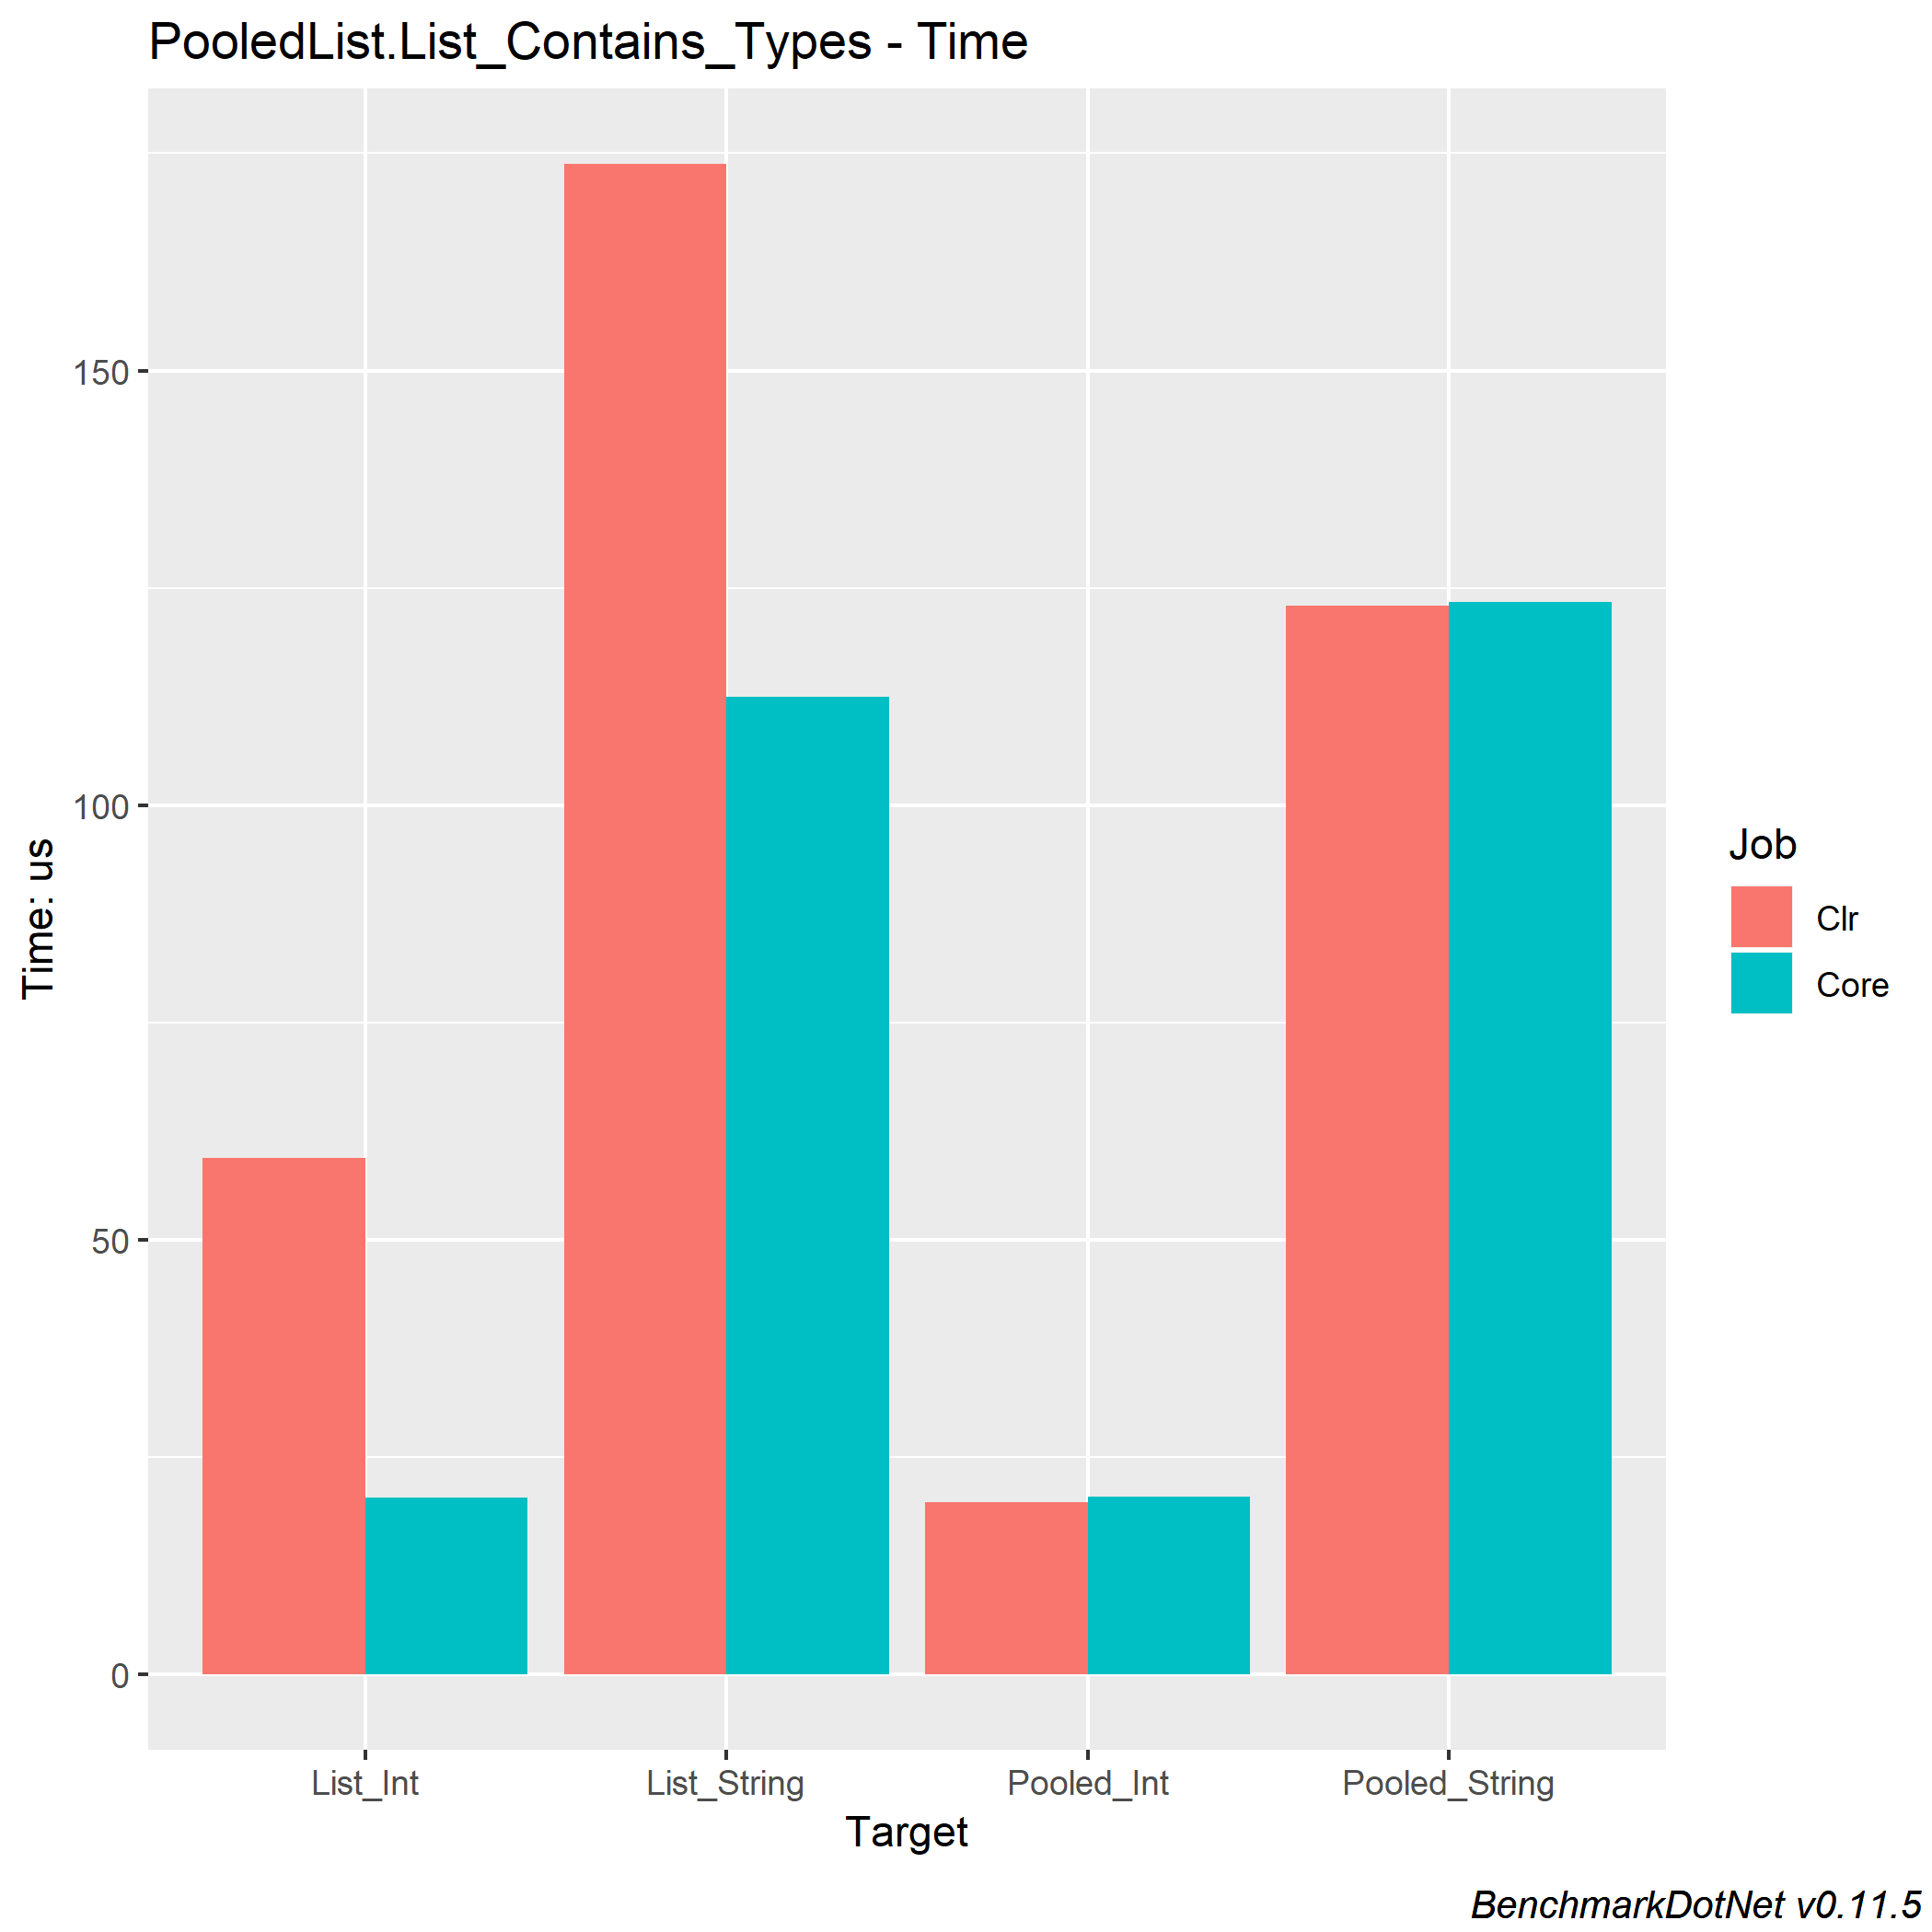 PooledList.List_Contains_Types - Time
150
100
50
0
Time: us
List_Int
List_String
Pooled_Int
Pooled_String
Target
Job
Clr
Core
BenchmarkDotNet v0.11.5